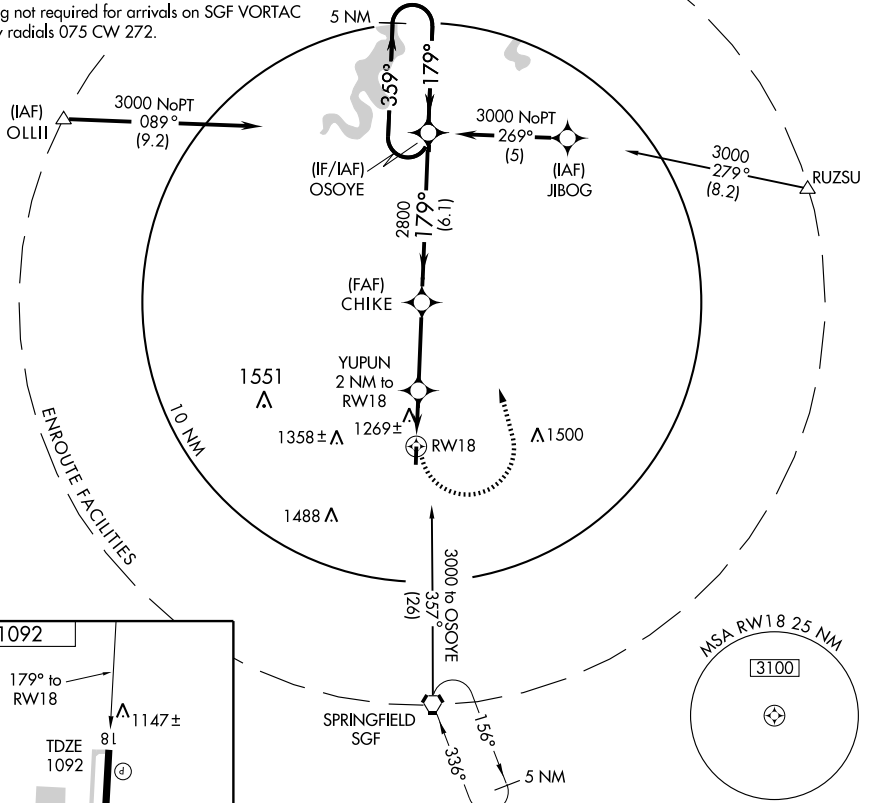 g not required for arrivals on SGF VORTAC
y radials 075 CW 272.
5 NM
359°
179°
(IAF)
OLLII
3000 NoPT
089°
(9.2)
3000 NoPT
269°
(5)
(IAF)
JIBOG
3000
279°
(8.2)
RUZSU
(IF/IAF)
OSOYE
2800
179°
(6.1)
(FAF)
CHIKE
YUPUN
2 NM to
RW18
1551
1358±
1269±
RW18
1500
1488
10 NM
ENROUTE FACILITIES
3000 to OSOYE
357°
(26)
SPRINGFIELD
SGF
156°
336°
5 NM
MSA RW18 25 NM
3100
1092
179° to
RW18
1147±
18
TDZE
1092
P